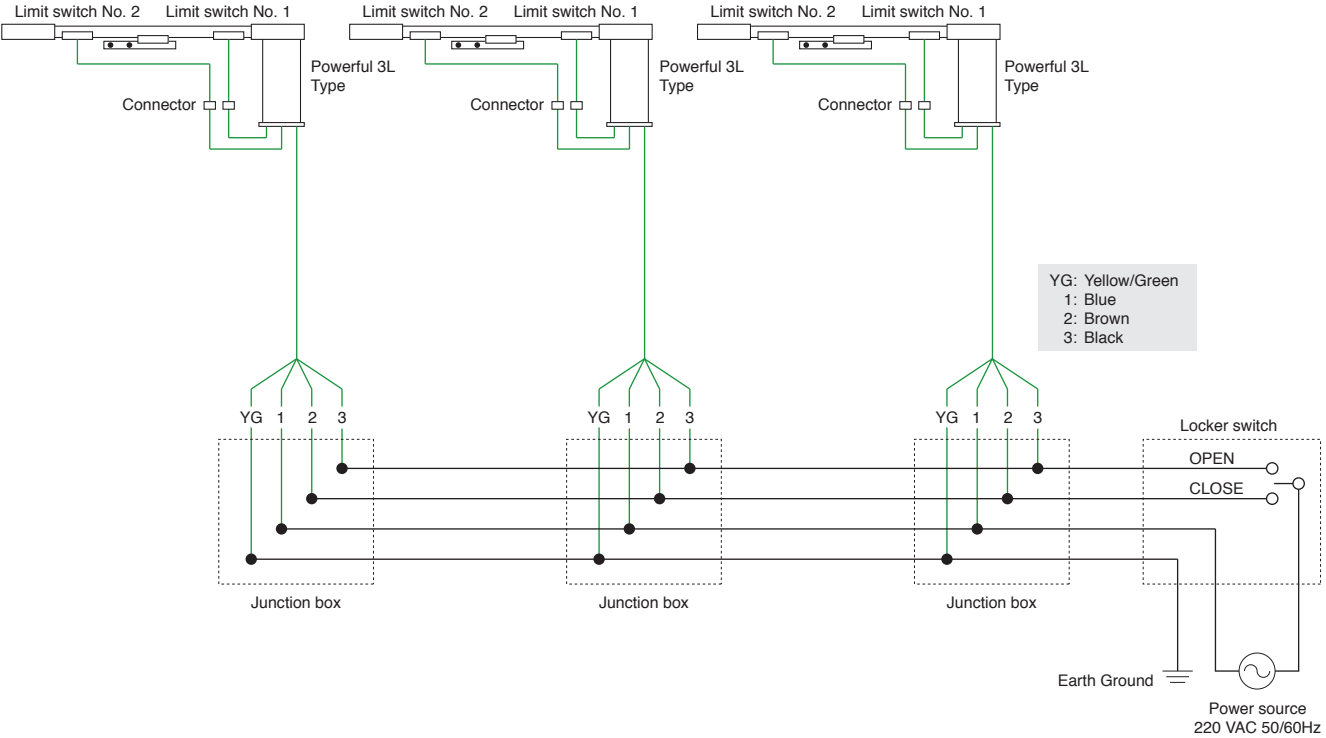 Limit switch No. 2 Limit switch No. 1 Limit switch No. 2 Limit switch No. 1 Limit switch No. 2 Limit switch No. 1
Powerful 3L
Type
Powerful 3L
Type
Powerful 3L
Type
Connector
Connector
Connector
YG: Yellow/Green
1: Blue
2: Brown
3: Black
YG 1 2 3
YG 1 2 3
YG 1 2 3
Locker switch
OPEN
CLOSE
Junction box
Junction box
Junction box
Earth Ground
Power source
220 VAC 50/60Hz